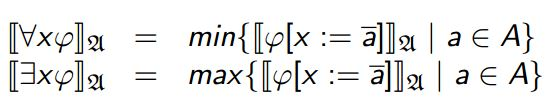 ⟦∀xφ⟧𝔄 = min{⟦φ[x := a̅]⟧𝔄 | a ∈ A}
⟦∃xφ⟧𝔄 = max{⟦φ[x := a̅]⟧𝔄 | a ∈ A}